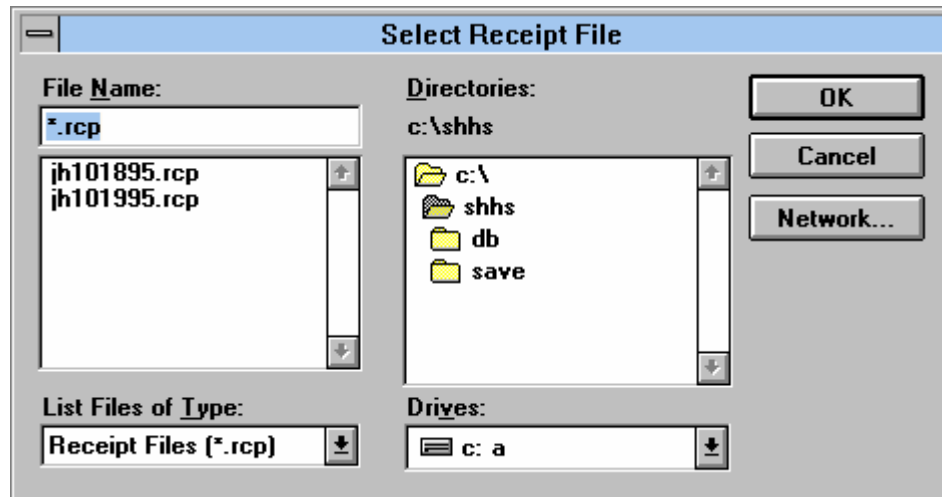 Select Receipt File
File Name:
*.rcp
jh101895.rcp
jh101995.rcp
List Files of Type:
Receipt Files (*.rcp)
Directories:
c:\shhs
c:\
shhs
db
save
Drives:
c: a
OK
Cancel
Network...